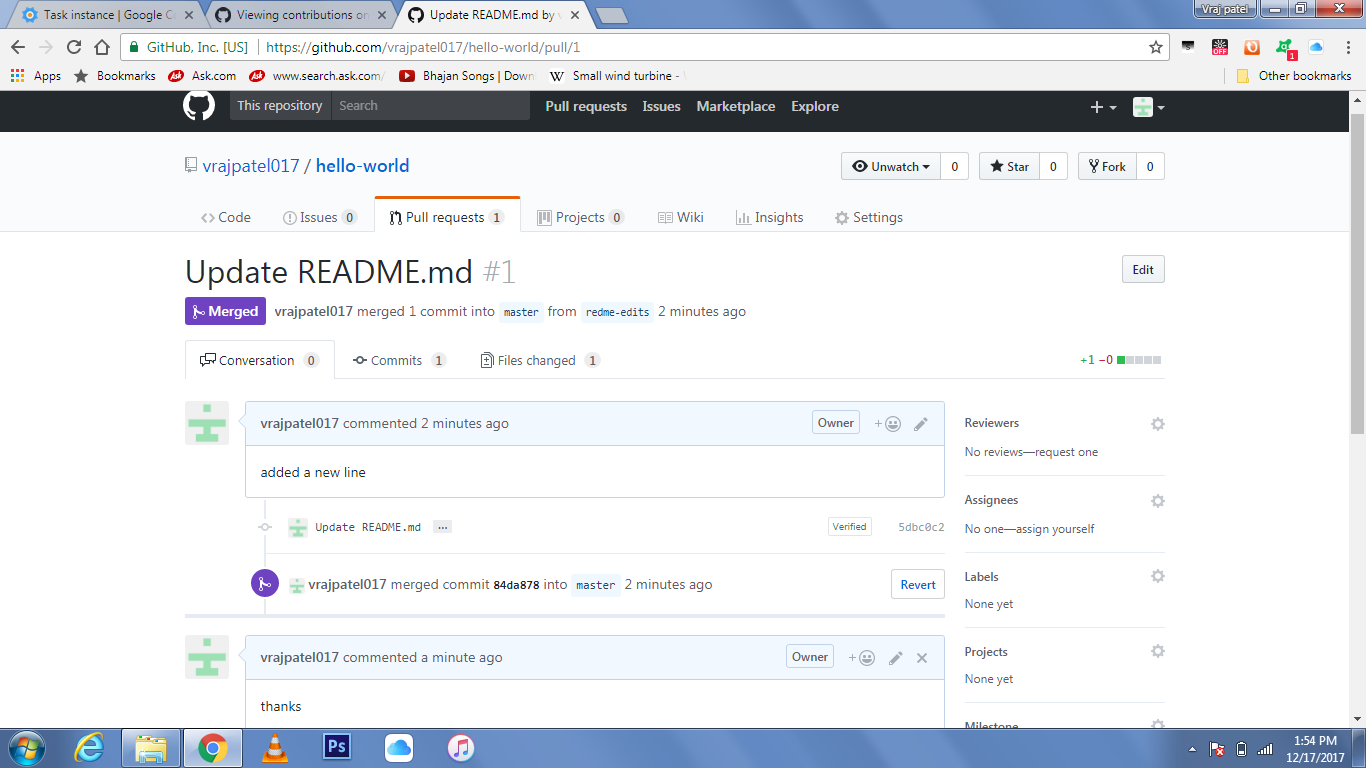 Task instance | Google Co
Viewing contributions on
Update README.md by v
Vraj patel
GitHub, Inc. [US]
https://github.com/vrajpatel017/hello-world/pull/1
OFF
1
Apps
Bookmarks
Ask
Ask.com
Ask
www.search.ask.com/
Bhajan Songs | Down
W
Small wind turbine -
Other bookmarks
This repository
Search
Pull requests
Issues
Marketplace
Explore
vrajpatel017 / hello-world
Unwatch
0
Star
0
Fork
0
Code
Issues 0
Pull requests 1
Projects 0
Wiki
Insights
Settings
Update README.md #1
Edit
Merged
vrajpatel017 merged 1 commit into master from redme-edits 2 minutes ago
Conversation 0
Commits 1
Files changed 1
+1 −0
vrajpatel017 commented 2 minutes ago
Owner
added a new line
Update README.md …
Verified
5dbc0c2
vrajpatel017 merged commit 84da878 into master 2 minutes ago
Revert
vrajpatel017 commented a minute ago
Owner
thanks
Reviewers
No reviews—request one
Assignees
No one—assign yourself
Labels
None yet
Projects
None yet
Milestone
Ps
1:54 PM
12/17/2017